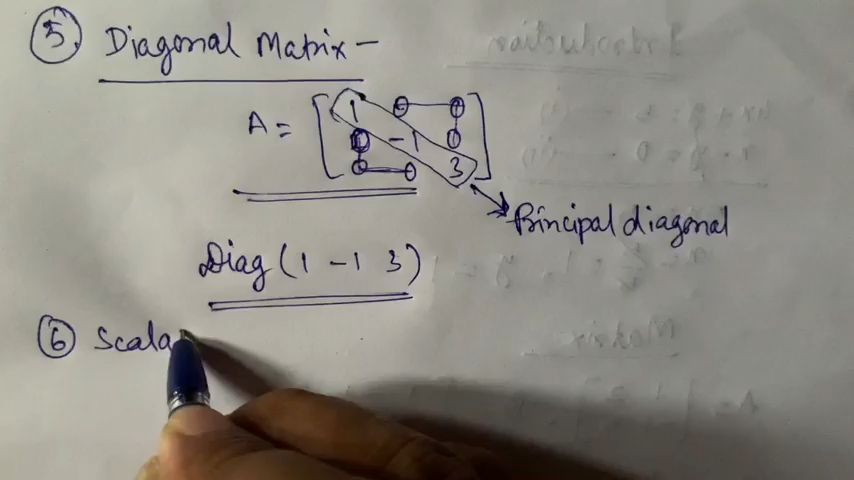 5. Diagonal Matrix -
A = [ 1 0 0
0 -1 0
0 0 3 ]
Principal diagonal
Diag (1 -1 3)
6 Scala